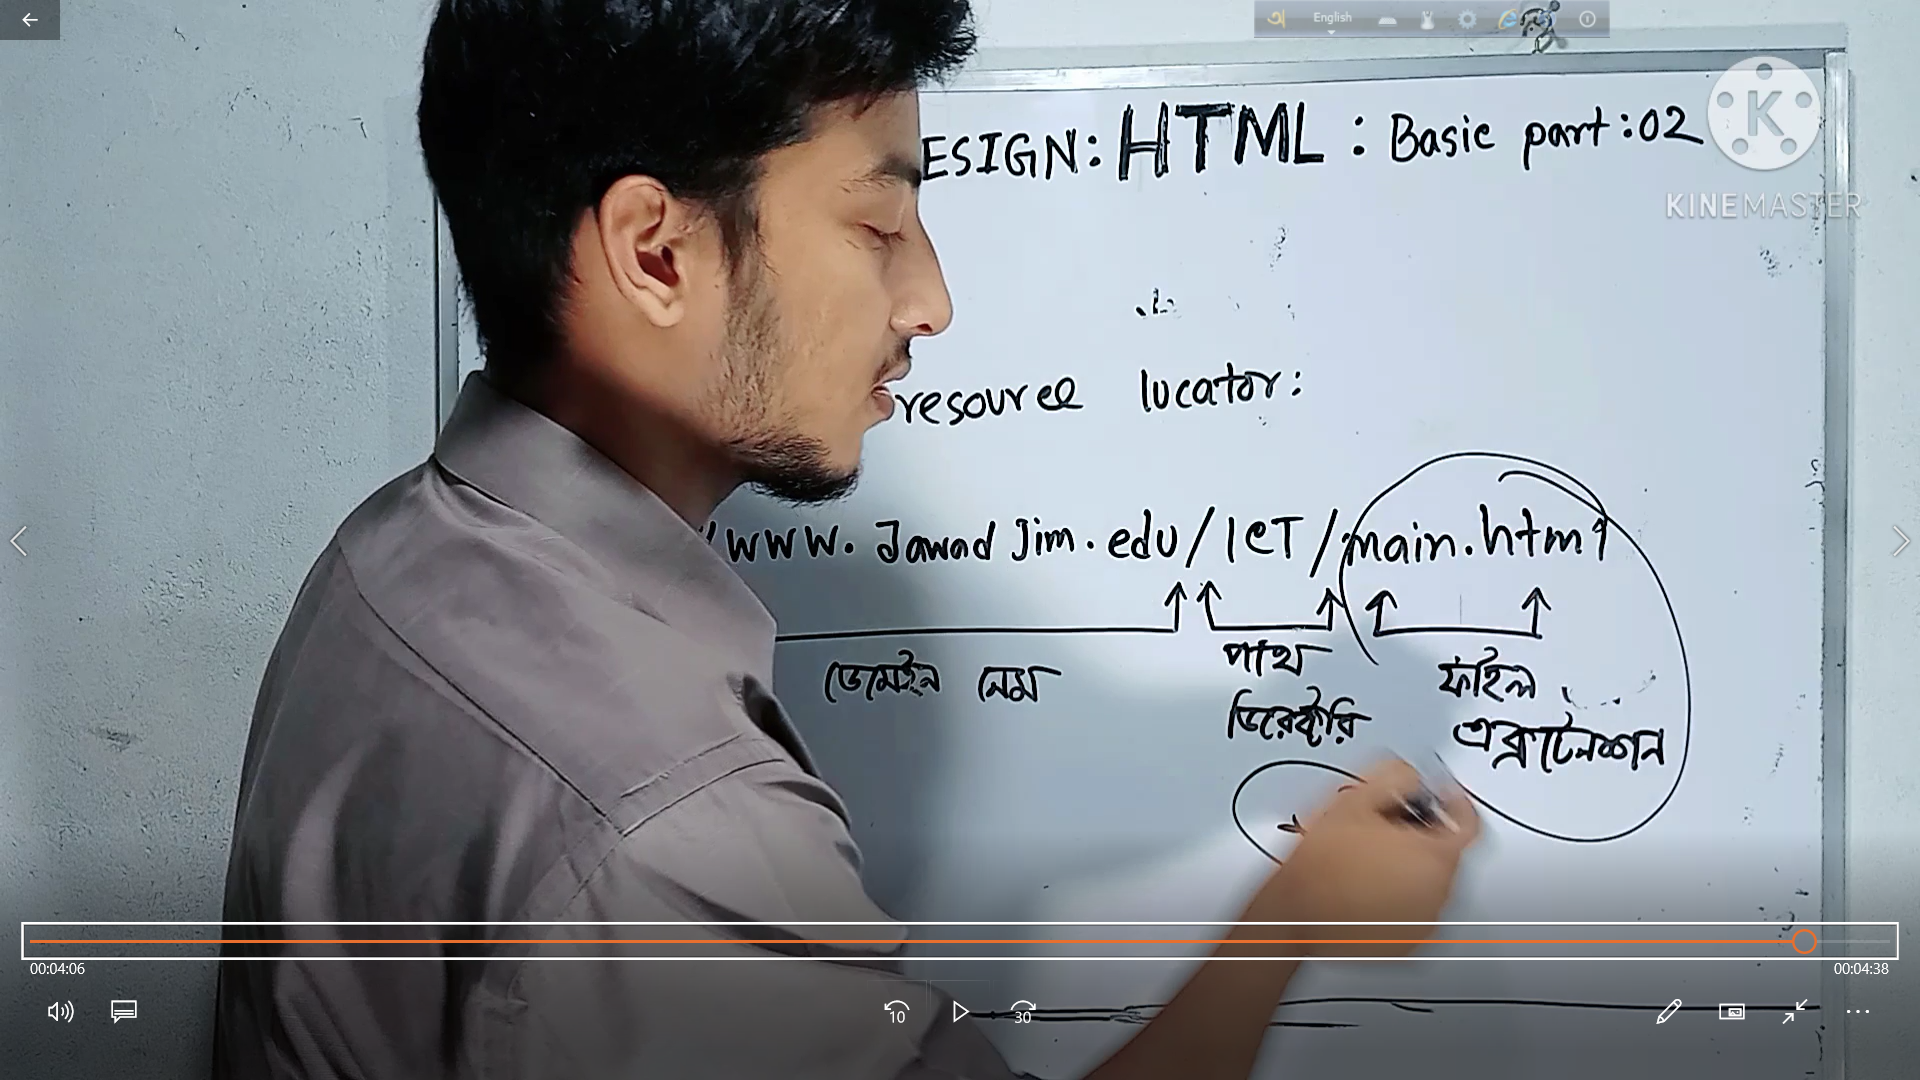 English
ESIGN: HTML : Basic part:02
K
KINEMASTER
resource lucator:
www. Jawad Jim.edu/ICT/main.html
ডোমেইন নেম
পাথ
ডিরেক্টরি
ফাইল
এক্সটেনশন
00:04:06
00:04:38
10
30